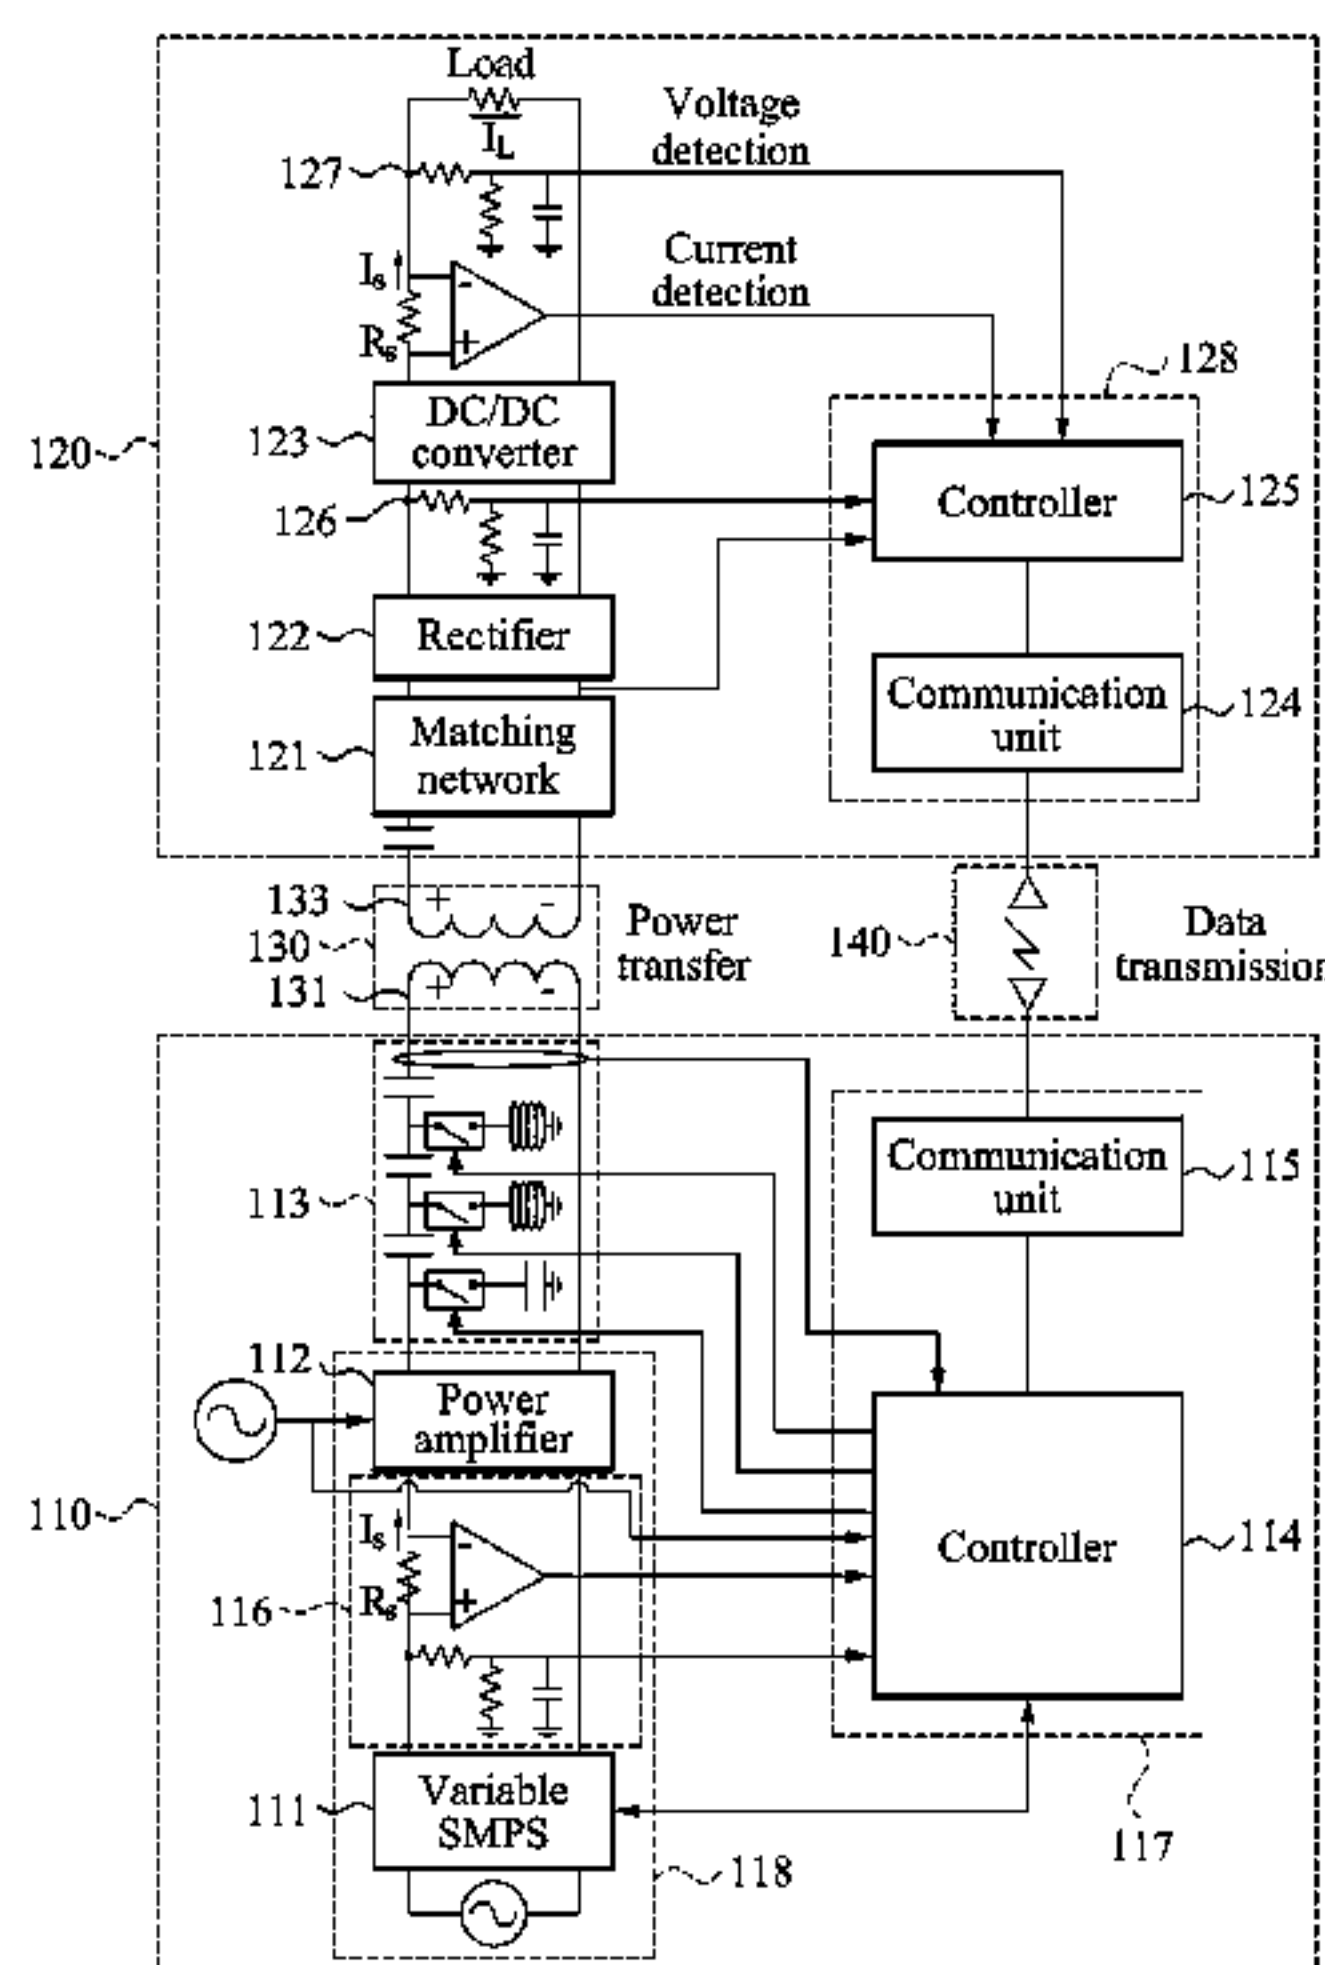 Load
I_L
Voltage
detection
127
Current
detection
I_s
-
R_s
+
128
DC/DC
converter
123
120
Controller
125
126
Rectifier
122
Communication
unit
124
Matching
network
121
133
+
-
Power
transfer
130
131
+
-
140
Data
transmission
113
Communication
unit
115
112
Power
amplifier
110
I_s
-
R_s
+
116
Controller
114
Variable
SMPS
111
117
118